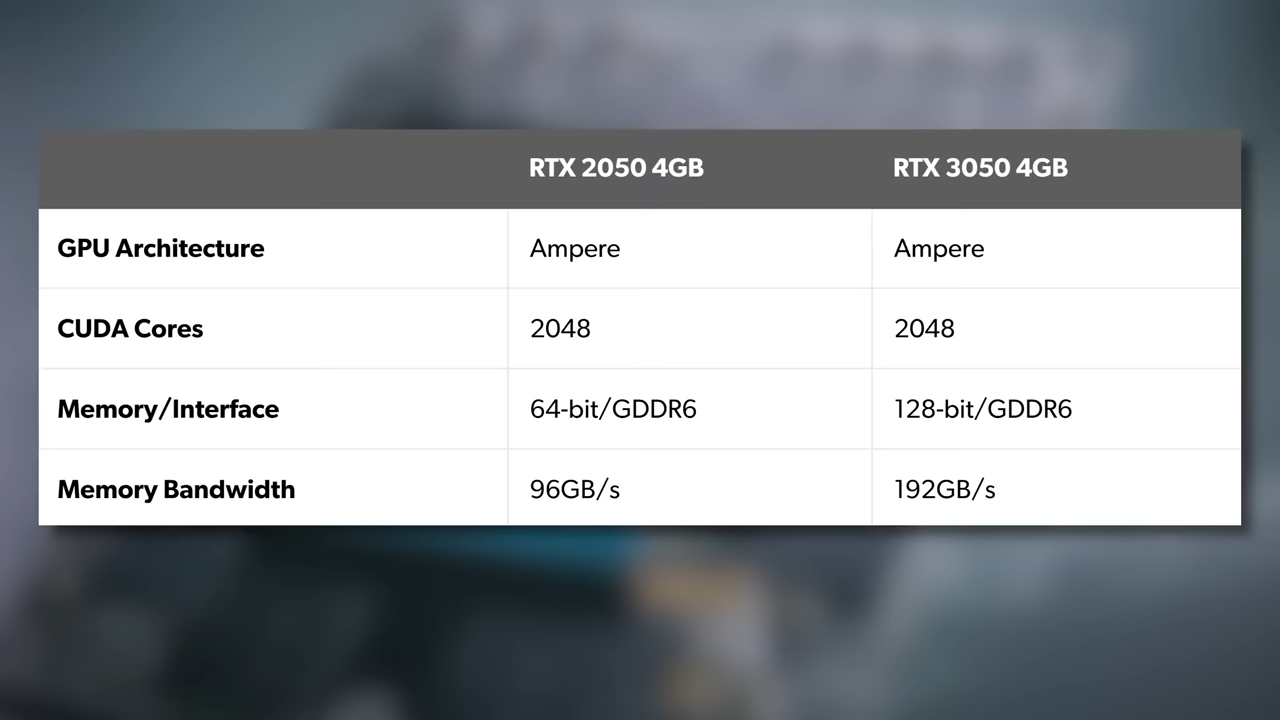 RTX 2050 4GB RTX 3050 4GB
GPU Architecture Ampere Ampere
CUDA Cores 2048 2048
Memory/Interface 64-bit/GDDR6 128-bit/GDDR6
Memory Bandwidth 96GB/s 192GB/s